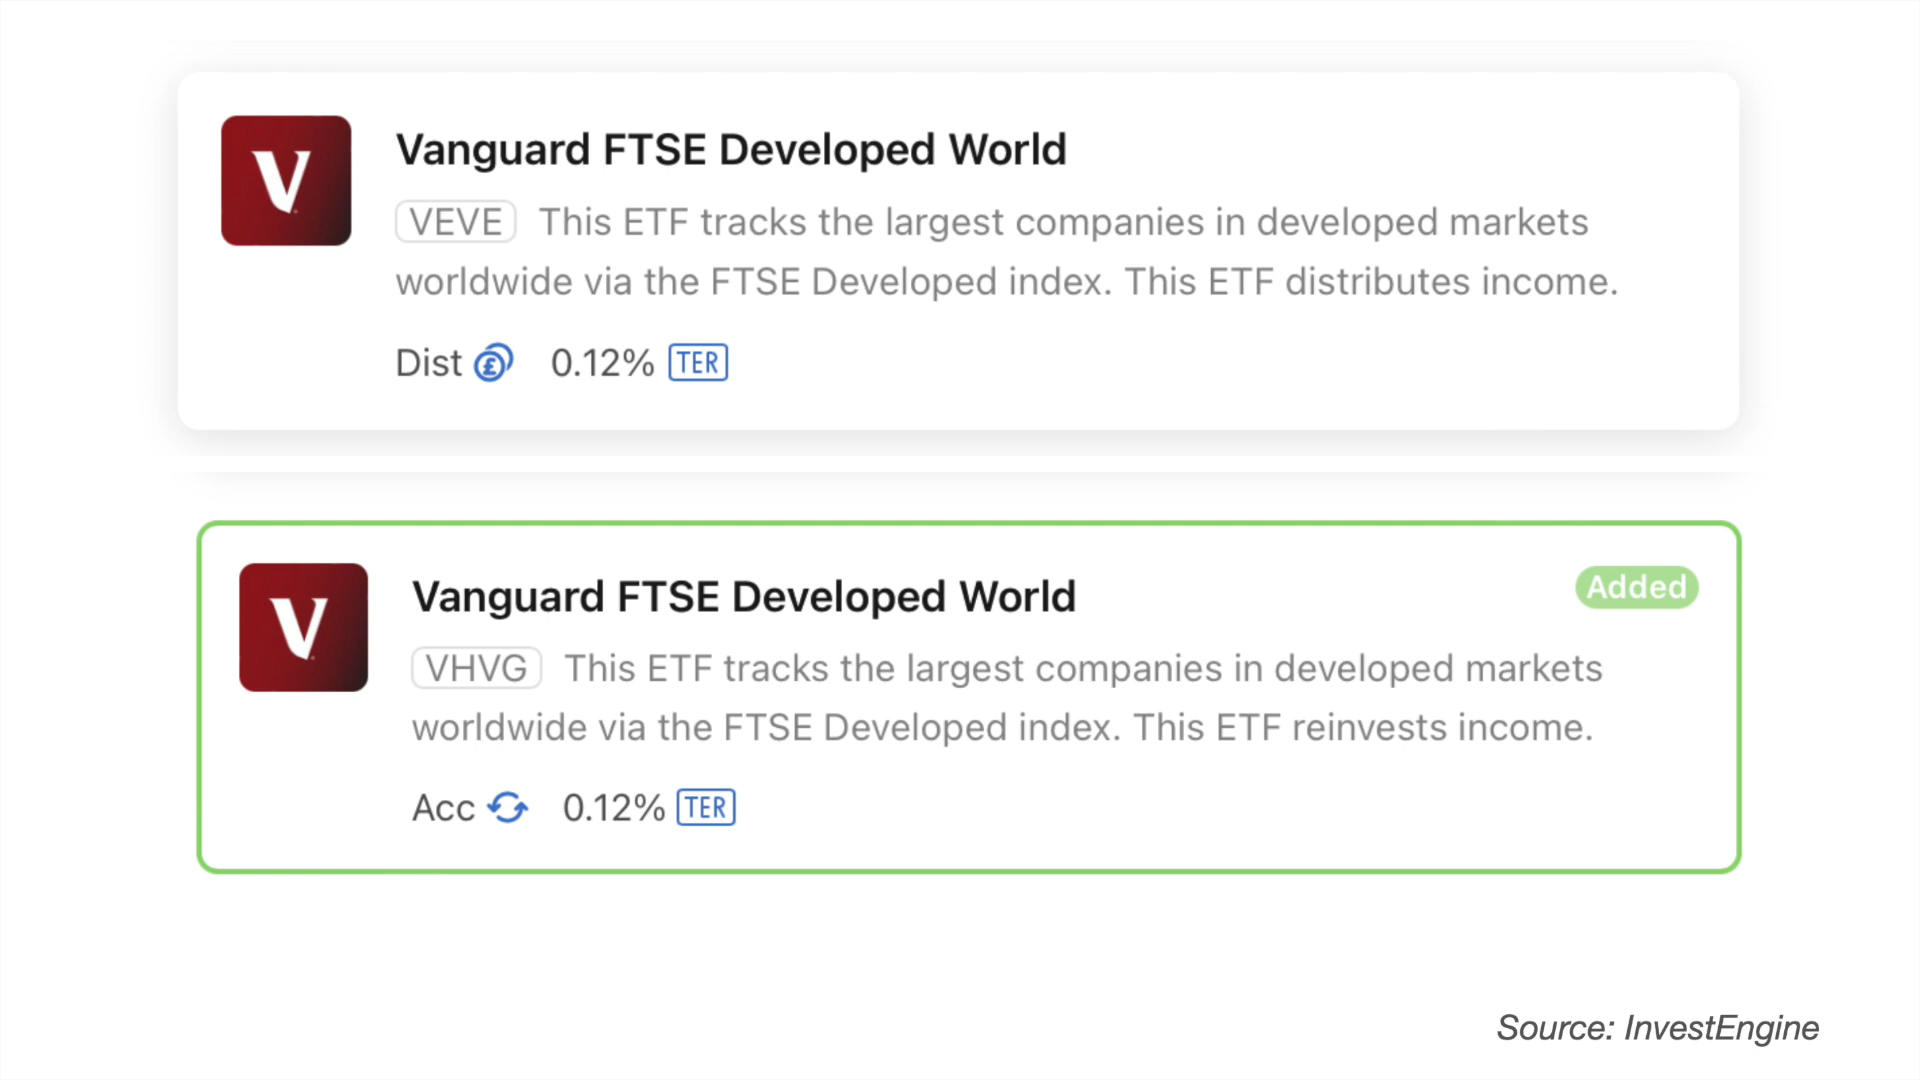 Vanguard FTSE Developed World
VEVE This ETF tracks the largest companies in developed markets
worldwide via the FTSE Developed index. This ETF distributes income.
Dist £ 0.12% TER
Added
Vanguard FTSE Developed World
VHVG This ETF tracks the largest companies in developed markets
worldwide via the FTSE Developed index. This ETF reinvests income.
Acc 0.12% TER
Source: InvestEngine